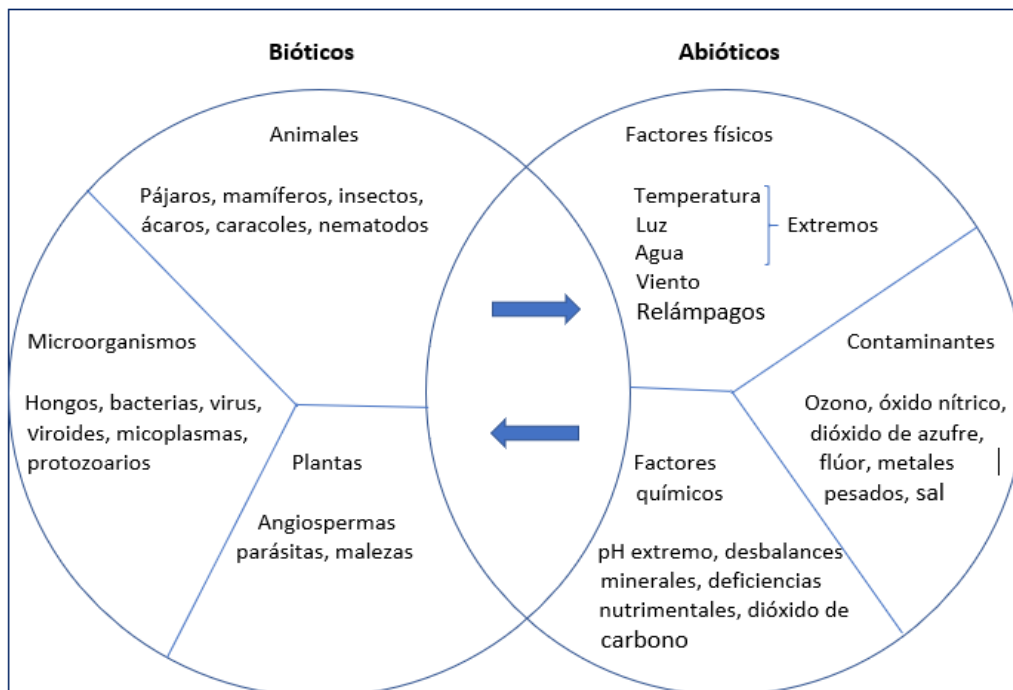 Bióticos
Abióticos
Animales
Pájaros, mamíferos, insectos,
ácaros, caracoles, nematodos
Microorganismos
Hongos, bacterias, virus,
Viroides, micoplasmas,
protozoarios
Plantas
Angiospermas
parásitas, malezas
Factores físicos
Temperatura
Luz
Agua
Extremos
Viento
Relámpagos
Contaminantes
Ozono, óxido nítrico,
dióxido de azufre,
flúor, metales
pesados, sal
Factores
químicos
pH extremo, desbalances
minerales, deficiencias
nutrimentales, dióxido de
carbono